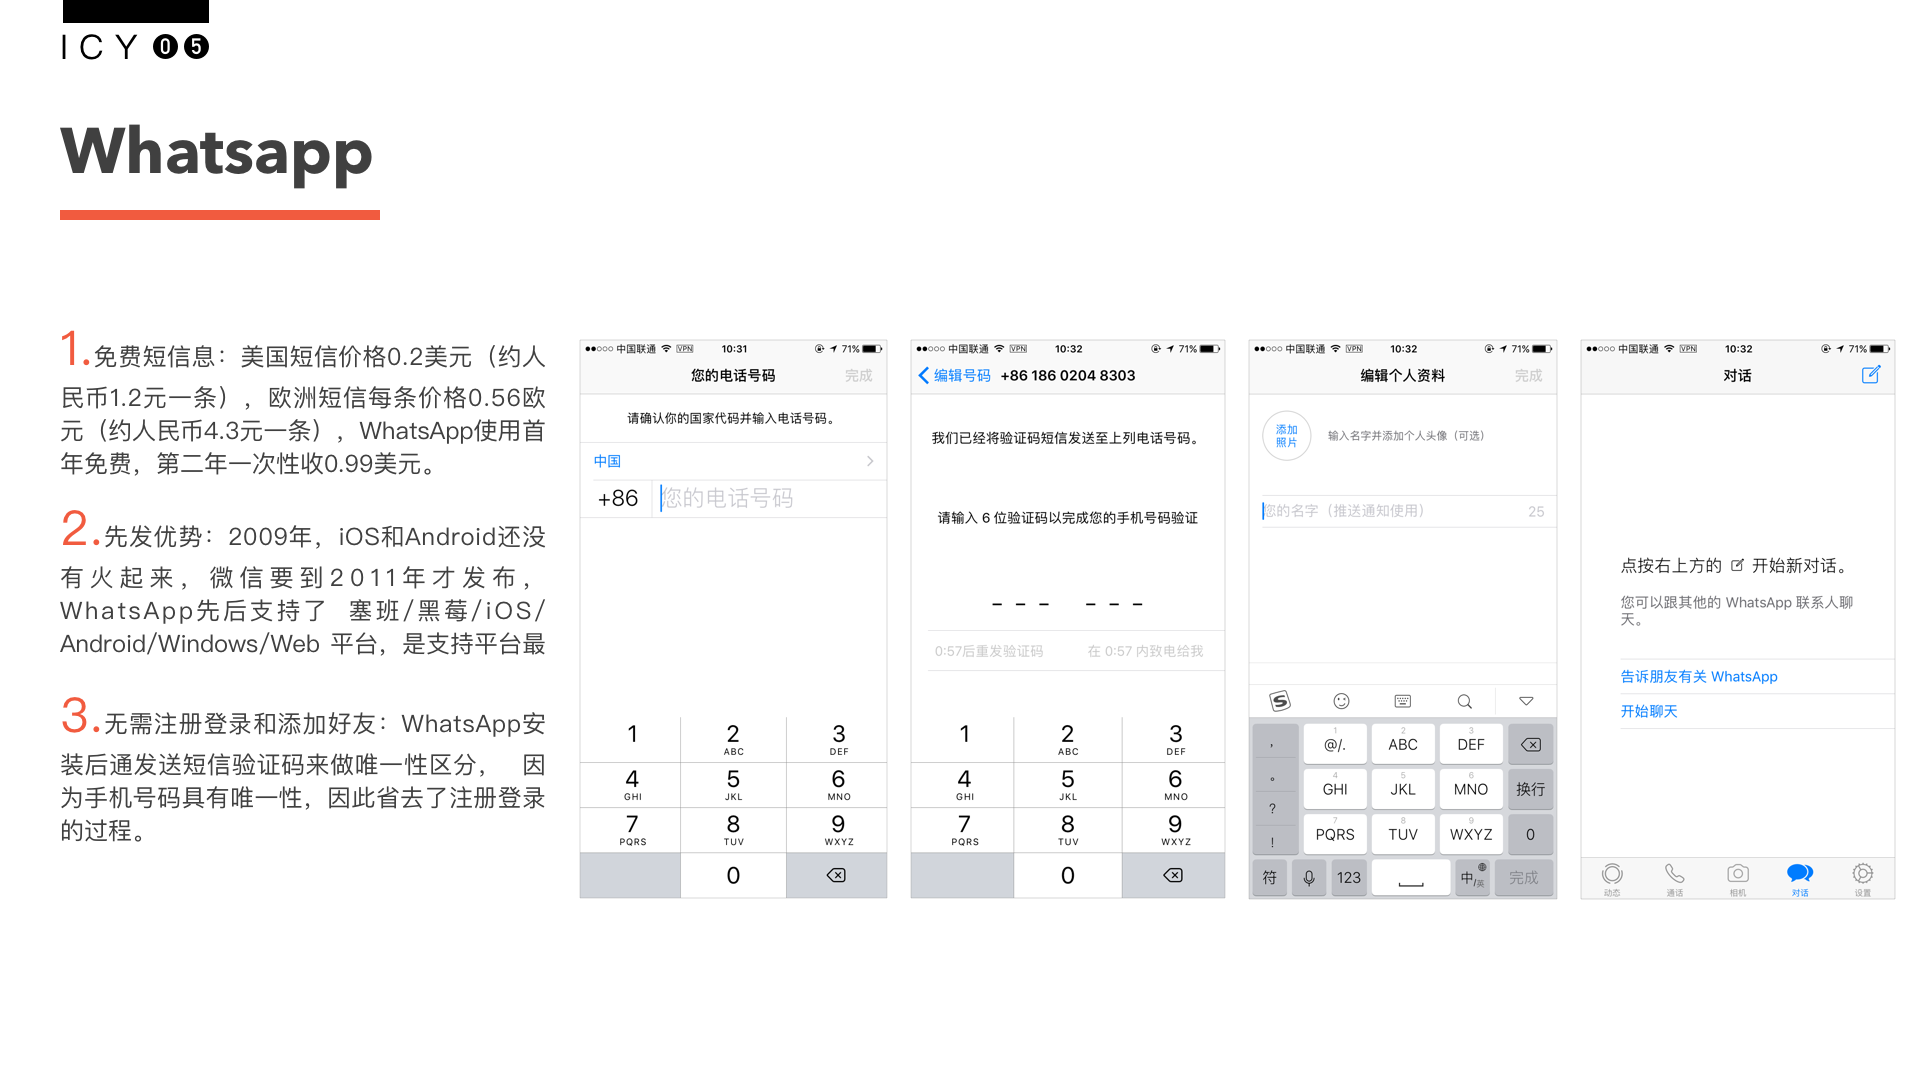 ICY 05
Whatsapp
1.免费短信息：美国短信价格0.2美元（约人
民币1.2元一条），欧洲短信每条价格0.56欧
元（约人民币4.3元一条），WhatsApp使用首
年免费，第二年一次性收0.99美元。
2.先发优势：2009年，iOS和Android还没
有火起来，微信要到2011年才发布，
WhatsApp先后支持了 塞班/黑莓/iOS/
Android/Windows/Web 平台，是支持平台最
3.无需注册登录和添加好友：WhatsApp安
装后通发送短信验证码来做唯一性区分， 因
为手机号码具有唯一性，因此省去了注册登录
的过程。
中国联通 VPN 10:31 71%
您的电话号码 完成
请确认你的国家代码并输入电话号码。
中国
+86 您的电话号码
1 2 3
ABC DEF
4 5 6
GHI JKL MNO
7 8 9
PQRS TUV WXYZ
0
中国联通 VPN 10:32 71%
编辑号码 +86 186 0204 8303
我们已经将验证码短信发送至上列电话号码。
请输入 6 位验证码以完成您的手机号码验证
– – – – – –
0:57后重发验证码 在 0:57 内致电给我
1 2 3
ABC DEF
4 5 6
GHI JKL MNO
7 8 9
PQRS TUV WXYZ
0
中国联通 VPN 10:32 71%
编辑个人资料 完成
添加
照片
输入名字并添加个人头像（可选）
您的名字（推送通知使用） 25
S
1 2 3
， @/. ABC DEF
4 5 6
。 GHI JKL MNO 换行
?
7 8 9
! PQRS TUV WXYZ 0
符 123 中/英 完成
中国联通 VPN 10:32 71%
对话
点按右上方的 开始新对话。
您可以跟其他的 WhatsApp 联系人聊
天。
告诉朋友有关 WhatsApp
开始聊天
动态 通话 相机 对话 设置